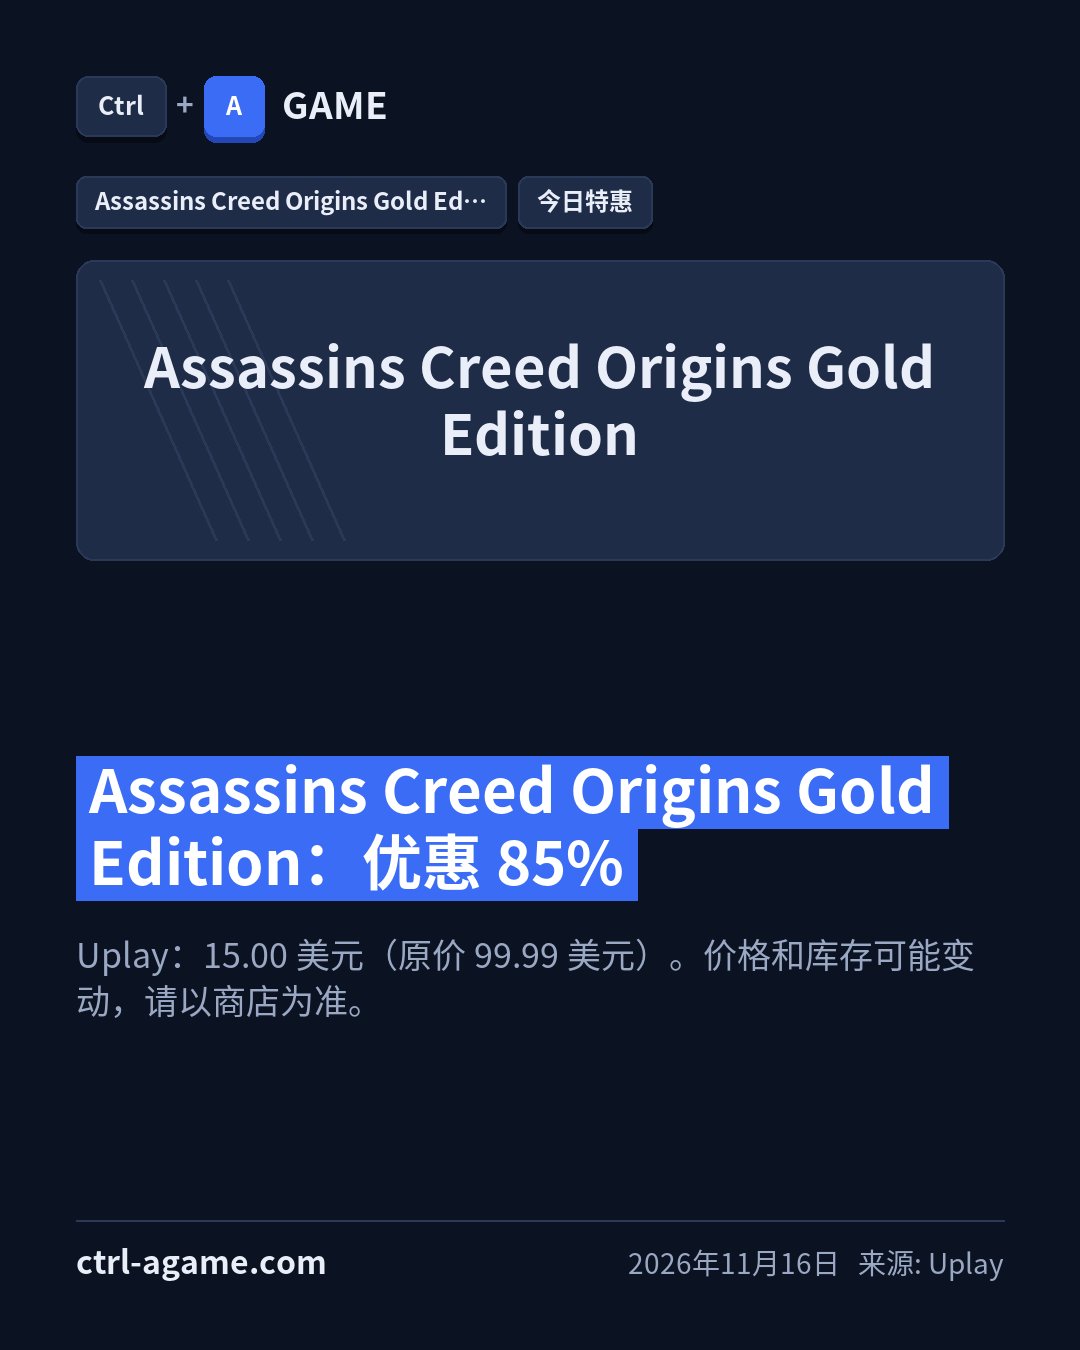 Ctrl + A GAME
Assassins Creed Origins Gold Ed··· 今日特惠
Assassins Creed Origins Gold
Edition
Assassins Creed Origins Gold
Edition：优惠 85%
Uplay：15.00 美元（原价 99.99 美元）。价格和库存可能变
动，请以商店为准。
ctrl-agame.com 2026年11月16日 来源: Uplay